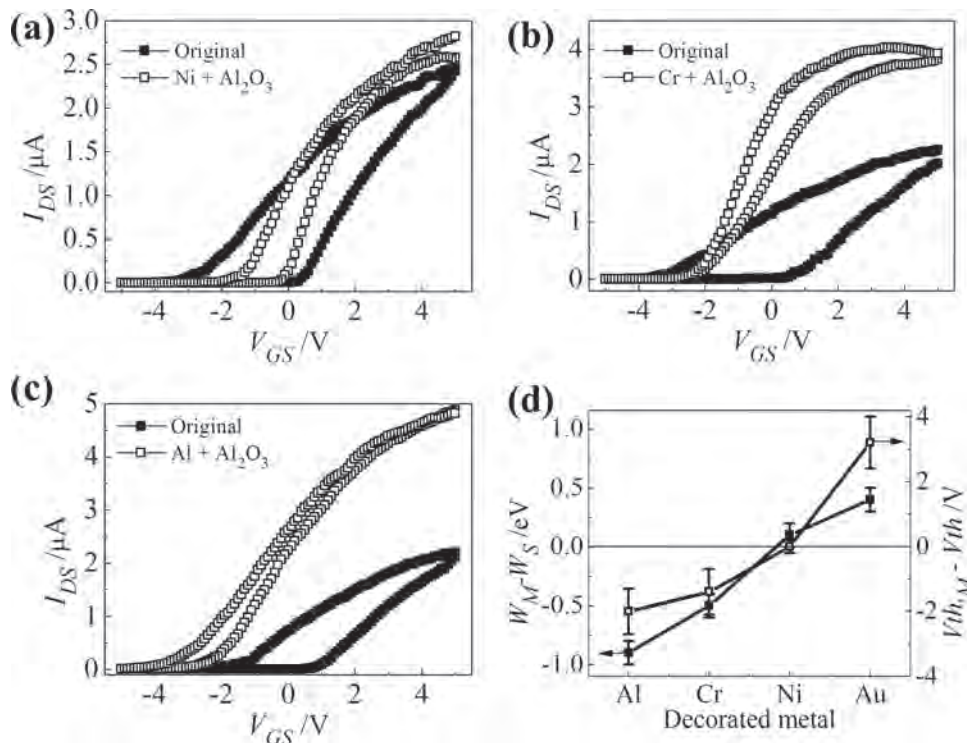 (a)
3.0
2.5
2.0
1.5
1.0
0.5
0.0
I_DS /μA
Original
Ni + Al₂O₃
-4 -2 0 2 4
V_GS /V
(b)
4
3
2
1
0
I_DS /μA
Original
Cr + Al₂O₃
-4 -2 0 2 4
V_GS /V
(c)
5
4
3
2
1
0
I_DS /μA
Original
Al + Al₂O₃
-4 -2 0 2 4
V_GS /V
(d)
1.0
0.5
0.0
-0.5
-1.0
W_M-W_S/eV
4
2
0
-2
-4
Vth,_M - Vth /V
Al Cr Ni Au
Decorated metal